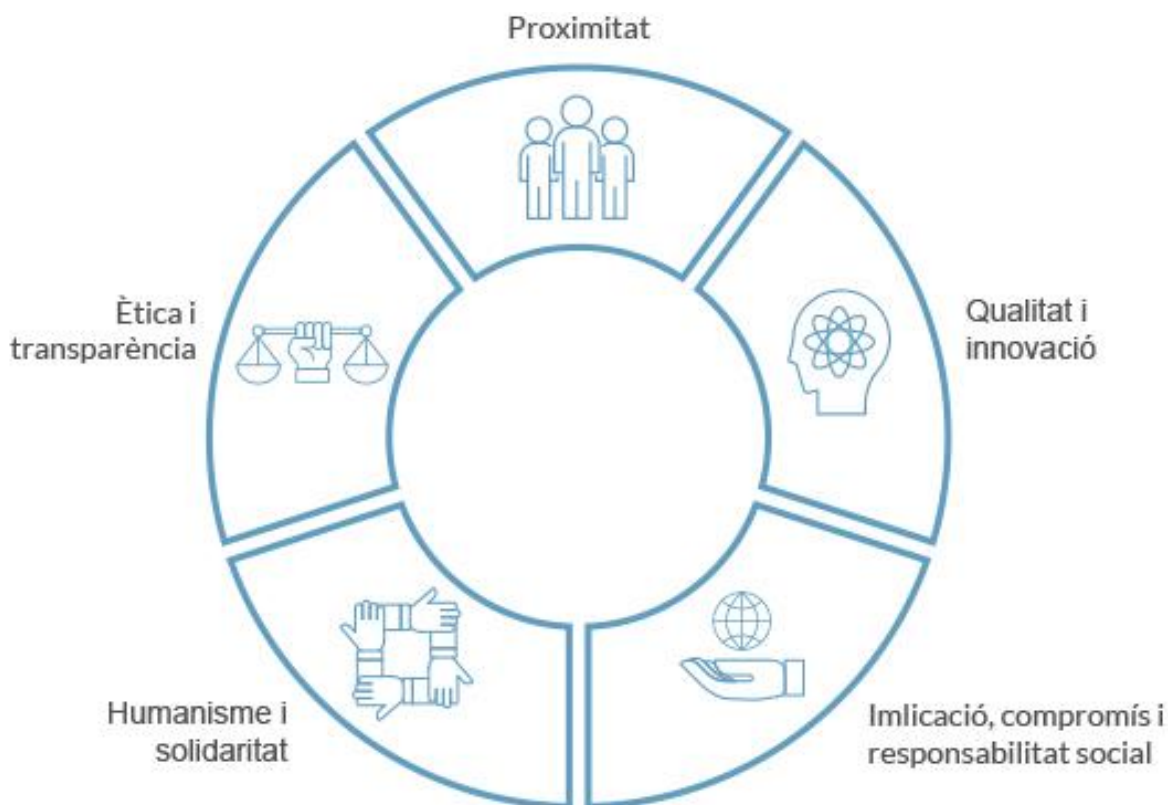 Proximitat
Qualitat i
innovació
Imlicació, compromís i
responsabilitat social
Humanisme i
solidaritat
Ètica i
transparència